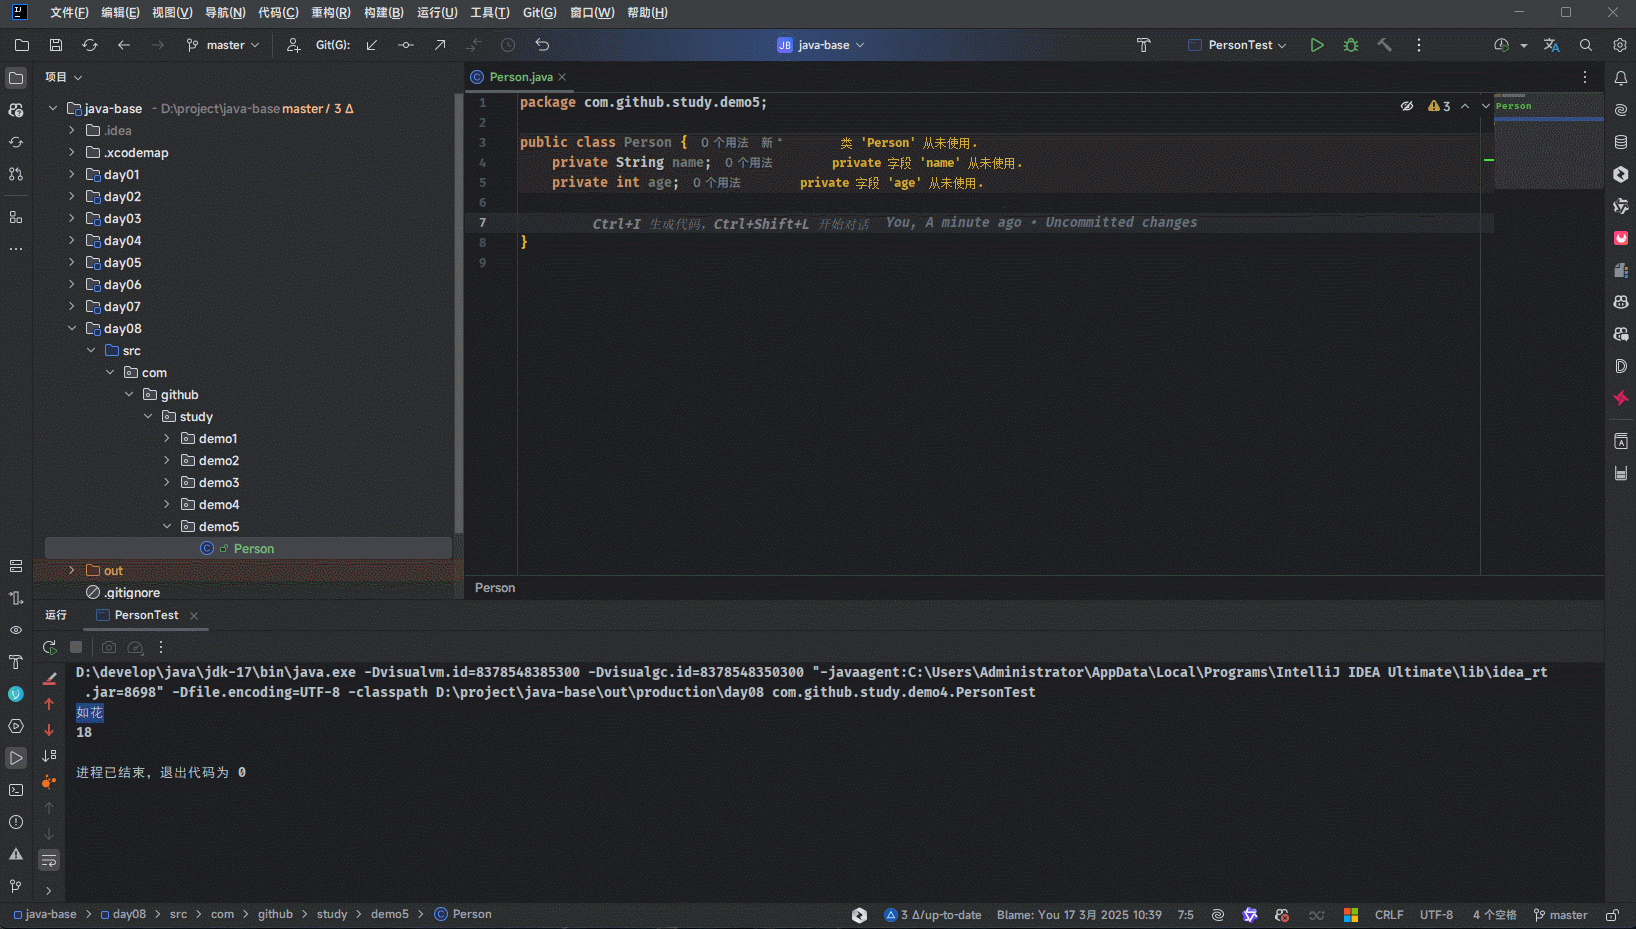 文件(F) 编辑(E) 视图(V) 导航(N) 代码(C) 重构(R) 构建(B) 运行(U) 工具(T) Git(G) 窗口(W) 帮助(H)
master Git(G): JB java-base PersonTest
项目
Person.java
java-base - D:\project\java-base master / 3 Δ
.idea
.xcodemap
day01
day02
day03
day04
day05
day06
day07
day08
src
com
github
study
demo1
demo2
demo3
demo4
demo5
Person
out
.gitignore
1 package com.github.study.demo5;
2
3 public class Person { 0 个用法 新 * 类 'Person' 从未使用.
4 private String name; 0 个用法 private 字段 'name' 从未使用.
5 private int age; 0 个用法 private 字段 'age' 从未使用.
6
7 Ctrl+I 生成代码, Ctrl+Shift+L 开始对话 You, A minute ago • Uncommitted changes
8 }
9
3
Person
Person
运行 PersonTest
D:\develop\java\jdk-17\bin\java.exe -Dvisualvm.id=8378548385300 -Dvisualgc.id=8378548350300 "-javaagent:C:\Users\Administrator\AppData\Local\Programs\IntelliJ IDEA Ultimate\lib\idea_rt
.jar=8698" -Dfile.encoding=UTF-8 -classpath D:\project\java-base\out\production\day08 com.github.study.demo4.PersonTest
如花
18
进程已结束，退出代码为 0
java-base > day08 > src > com > github > study > demo5 > Person
3 Δ/up-to-date Blame: You 17 3月 2025 10:39 7:5 CRLF UTF-8 4 个空格 master